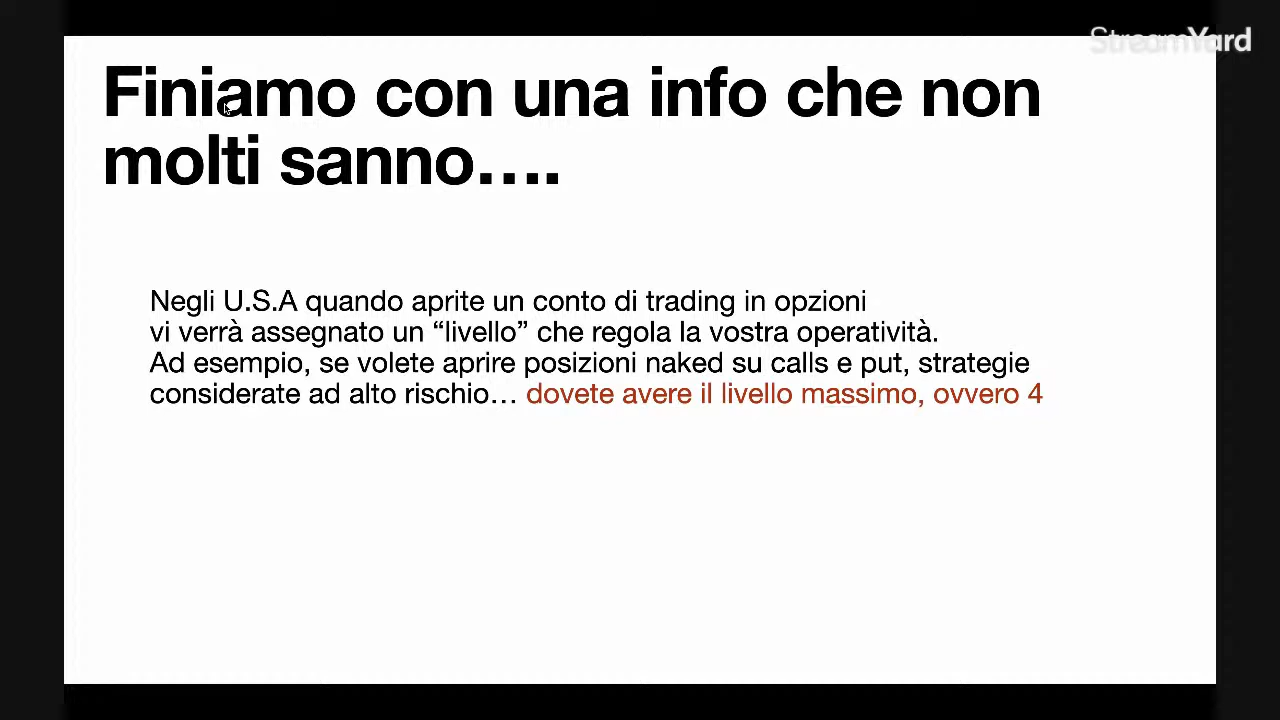 StreamYard
Finiamo con una info che non
molti sanno….
Negli U.S.A quando aprite un conto di trading in opzioni
vi verrà assegnato un “livello” che regola la vostra operatività.
Ad esempio, se volete aprire posizioni naked su calls e put, strategie
considerate ad alto rischio… dovete avere il livello massimo, ovvero 4